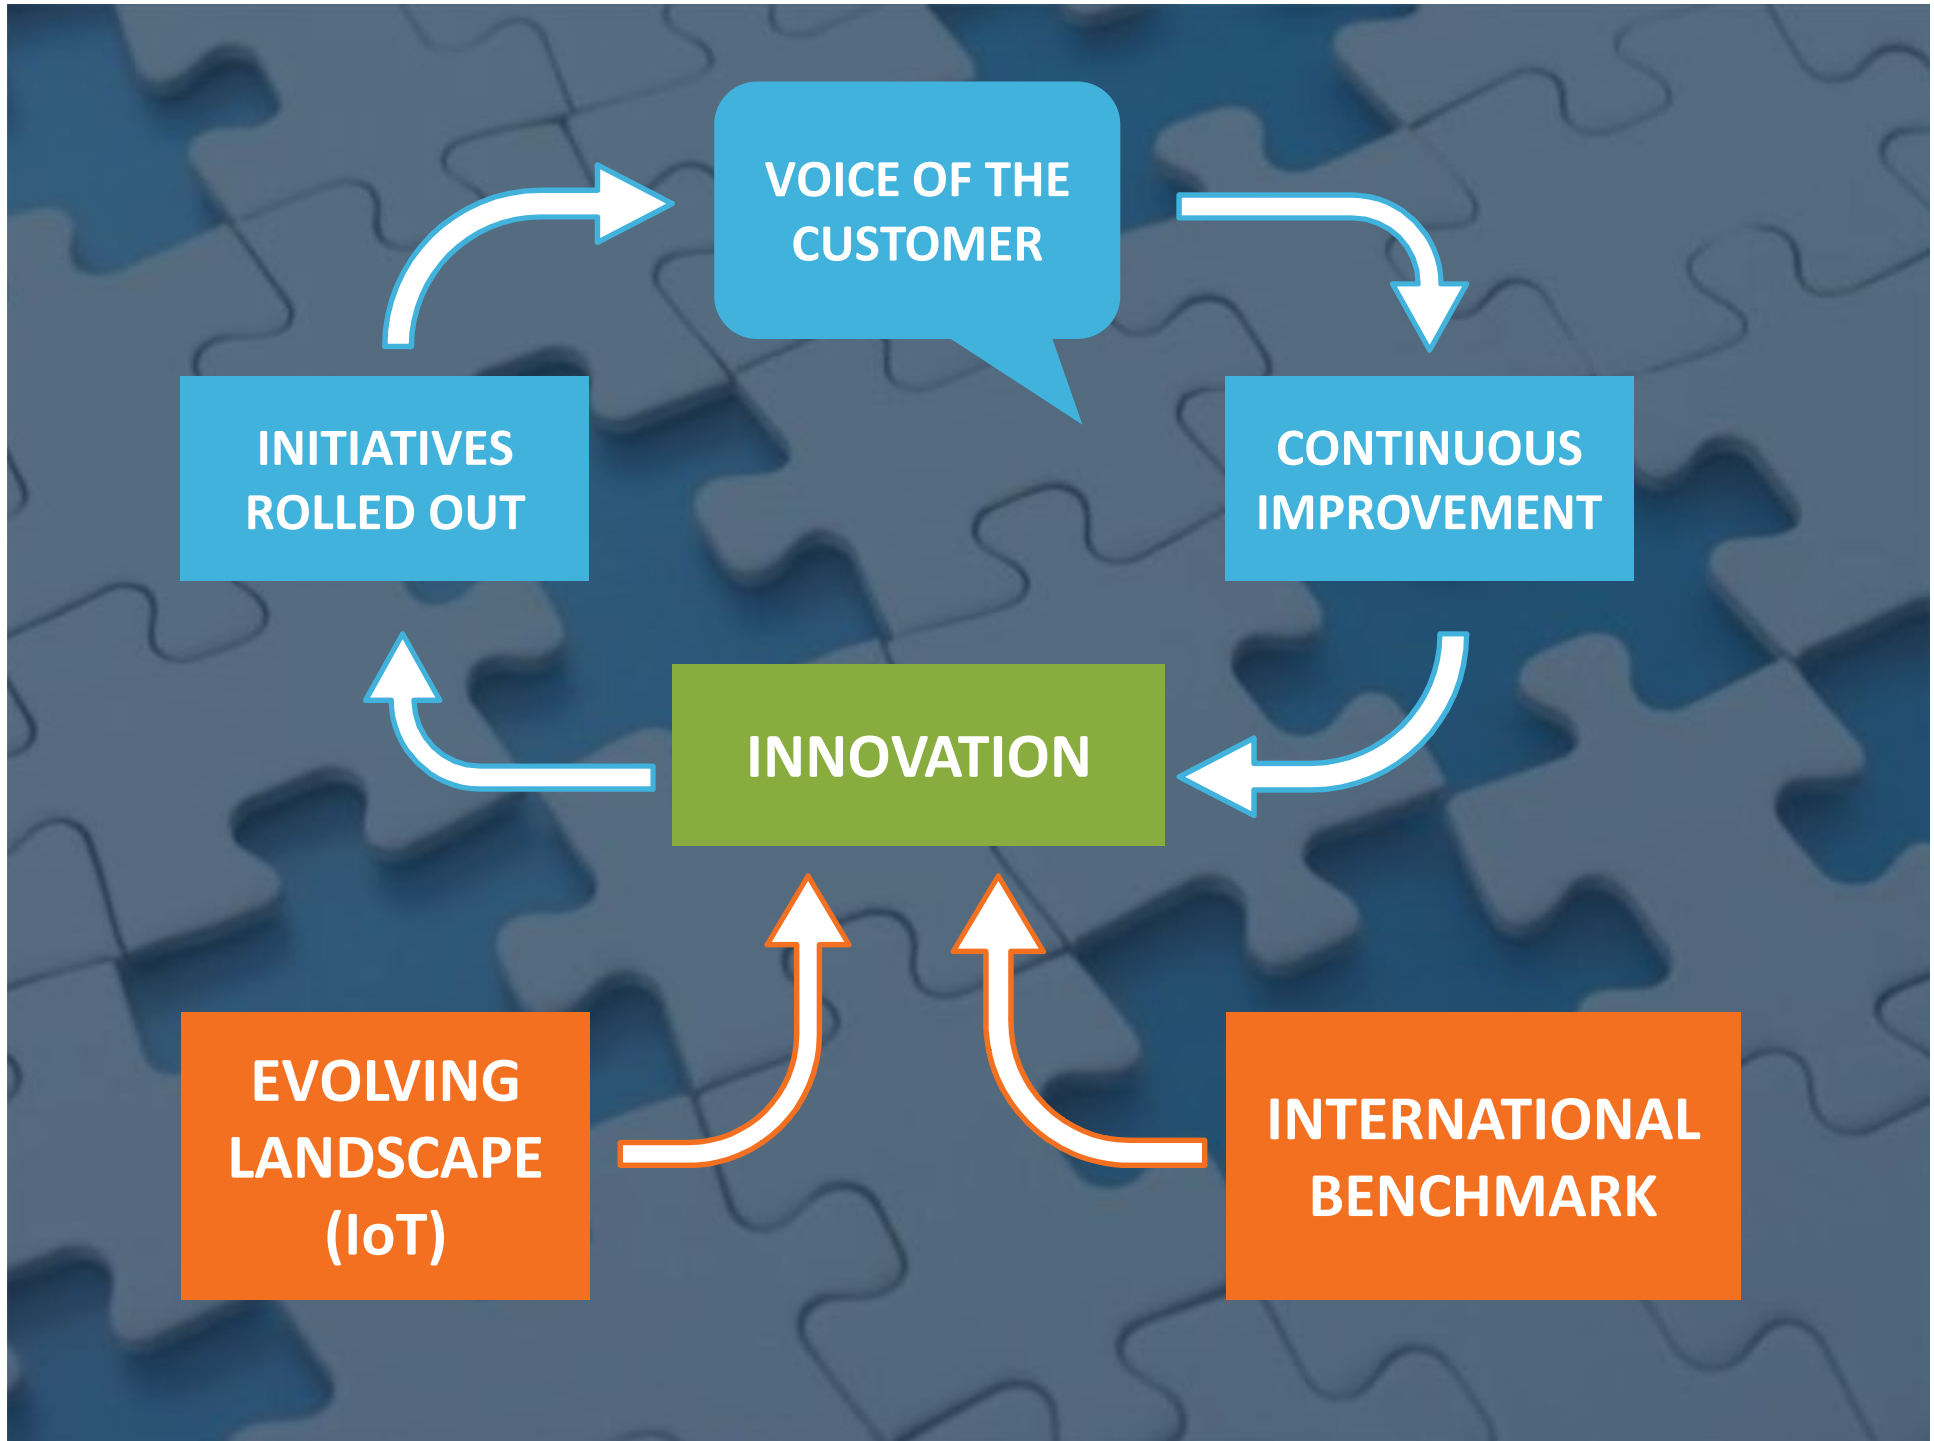 VOICE OF THE
CUSTOMER
INITIATIVES
ROLLED OUT
CONTINUOUS
IMPROVEMENT
INNOVATION
EVOLVING
LANDSCAPE
(IoT)
INTERNATIONAL
BENCHMARK